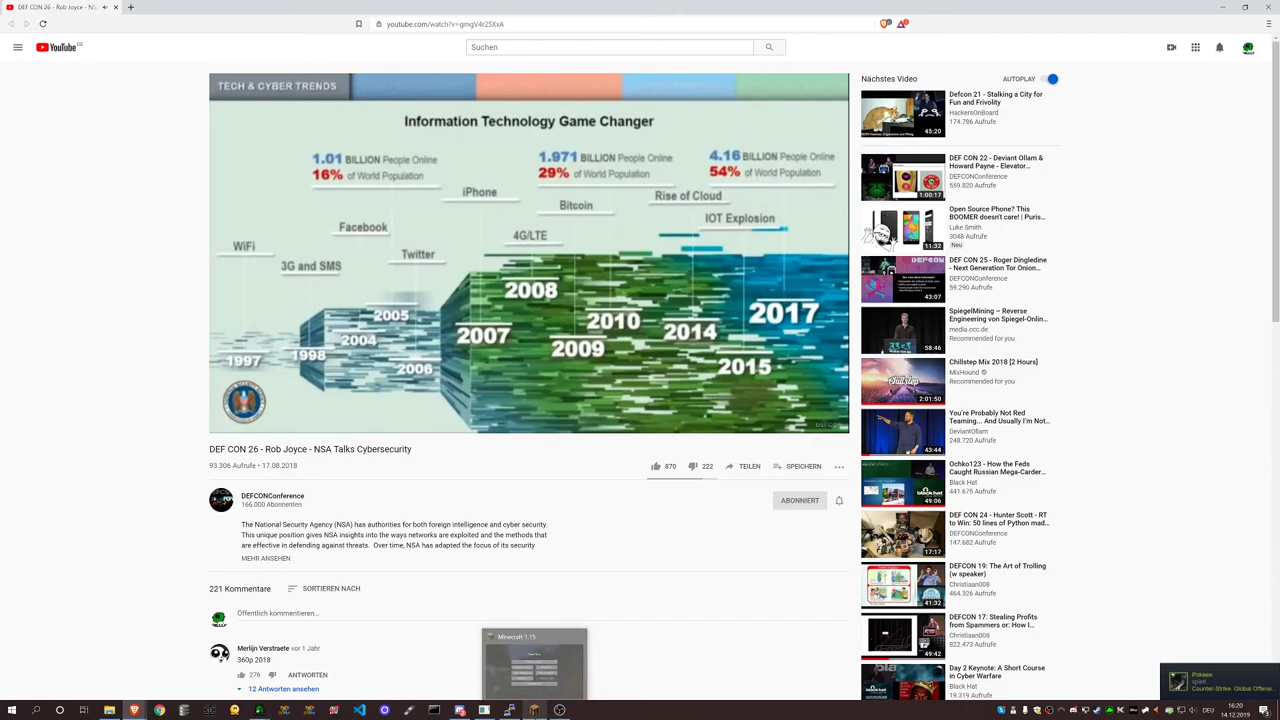 DEF CON 26 - Rob Joyce - N
youtube.com/watch?v=gmgV4r25XxA
YouTube DE
Suchen
TECH & CYBER TRENDS
Information Technology Game Changer
1.01 BILLION People Online
16% of World Population
1.971 BILLION People Online
29% of World Population
4.16 BILLION People Online
54% of World Population
iPhone
Rise of Cloud
Bitcoin
IOT Explosion
Facebook
4G/LTE
WiFi
Twitter
3G and SMS
2008
2005
2017
2010
2007
2014
2004
2009
1998
1997
2006
2015
DEF CON 26 - Rob Joyce - NSA Talks Cybersecurity
93.306 Aufrufe • 17.08.2018
870
222
TEILEN
SPEICHERN
DEFCONConference
166.000 Abonnenten
ABONNIERT
The National Security Agency (NSA) has authorities for both foreign intelligence and cyber security.
This unique position gives NSA insights into the ways networks are exploited and the methods that
are effective in defending against threats. Over time, NSA has adapted the focus of its security
MEHR ANSEHEN
221 Kommentare
SORTIEREN NACH
Öffentlich kommentieren...
Merlijn Verstraete vor 1 Jahr
360p 2018
276
ANTWORTEN
12 Antworten ansehen
Minecraft 1.15
Nächstes Video
AUTOPLAY
Defcon 21 - Stalking a City for
Fun and Frivolity
HackersOnBoard
174.786 Aufrufe
45:20
DEF CON 22 - Deviant Ollam &
Howard Payne - Elevator...
DEFCONConference
559.820 Aufrufe
1:00:17
Open Source Phone? This
BOOMER doesn't care! | Puris...
Luke Smith
3048 Aufrufe
Neu
11:32
DEF CON 25 - Roger Dingledine
- Next Generation Tor Onion...
DEFCONConference
59.290 Aufrufe
43:07
SpiegelMining – Reverse
Engineering von Spiegel-Onlin...
media.ccc.de
Recommended for you
58:46
Chillstep Mix 2018 [2 Hours]
MixHound
Recommended for you
Chillstep
2:01:50
You're Probably Not Red
Teaming... And Usually I'm Not...
DeviantOllam
248.720 Aufrufe
43:44
Ochko123 - How the Feds
Caught Russian Mega-Carder...
Black Hat
441.675 Aufrufe
49:06
DEF CON 24 - Hunter Scott - RT
to Win: 50 lines of Python mad...
DEFCONConference
147.682 Aufrufe
17:17
DEFCON 19: The Art of Trolling
(w speaker)
Christiaan008
464.326 Aufrufe
41:32
DEFCON 17: Stealing Profits
from Spammers or: How I...
Christiaan008
822.473 Aufrufe
49:42
Day 2 Keynote: A Short Course
in Cyber Warfare
Black Hat
19.319 Aufrufe
Pokeee
spielt
Counter-Strike: Global Offensi...
DEU
16:20
14.12.2019